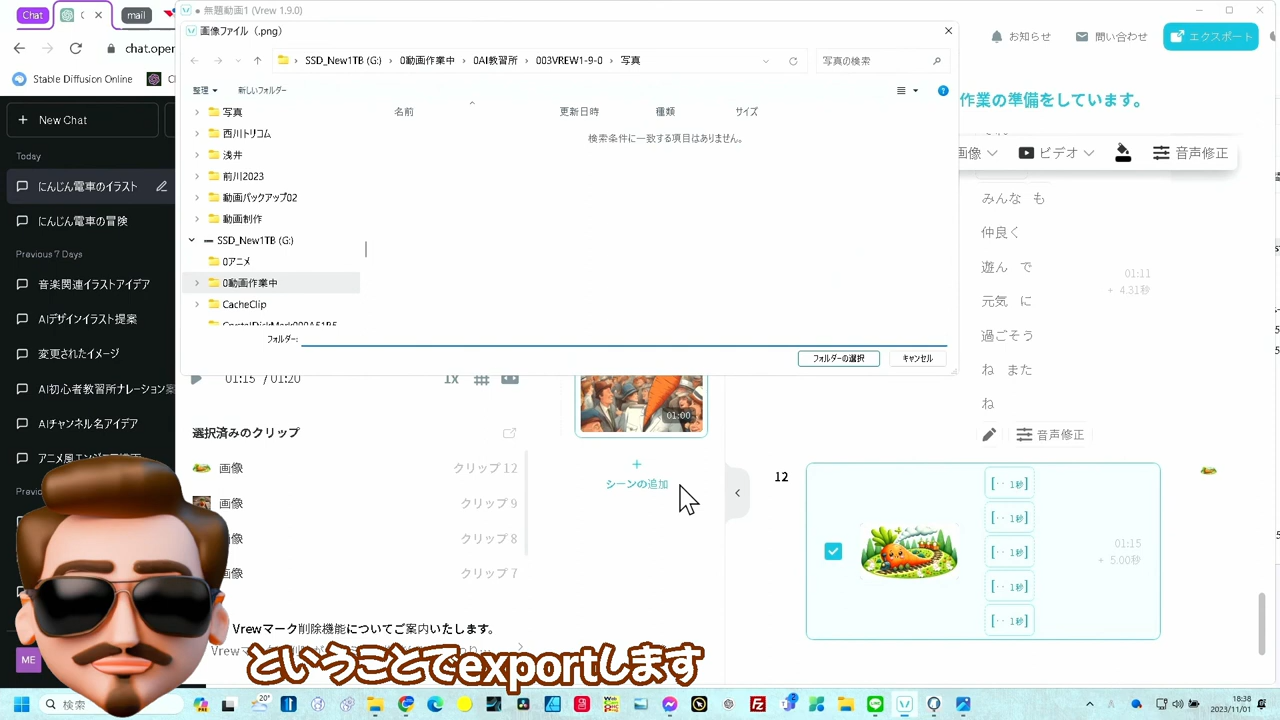 Chat
mail
● 無題動画1 (Vrew 1.9.0)
画像ファイル（.png）
chat.open
SSD_New1TB (G:) › 0動画作業中 › 0AI教習所 › 003VREW1-9-0 › 写真
写真の検索
お知らせ
問い合わせ
エクスポート
Stable Diffusion Online
整理
新しいフォルダー
名前
更新日時
種類
サイズ
検索条件に一致する項目はありません。
作業の準備をしています。
New Chat
Today
にんじん電車のイラスト
にんじん電車の冒険
Previous 7 Days
音楽関連イラストアイデア
AIデザインイラスト提案
変更されたイメージ
AI初心者教習所ナレーション案
AIチャンネル名アイデア
写真
西川トリコム
浅井
前川2023
動画バックアップ02
動画制作
SSD_New1TB (G:)
0アニメ
0動画作業中
CacheClip
フォルダー:
フォルダーの選択
キャンセル
画像
ビデオ
音声修正
みんな も
仲良く
遊ん で
元気 に
過ごそう
ね また
ね
01:11
+ 4.31秒
音声修正
01:15 / 01:20
1x
01:00
選択済みのクリップ
画像
クリップ 12
画像
クリップ 9
クリップ 8
クリップ 7
シーンの追加
12
[·· 1秒]
[·· 1秒]
[·· 1秒]
[·· 1秒]
[·· 1秒]
01:15
+ 5.00秒
Vrewマーク削除機能についてご案内いたします。
ME
ということでexportします
検索
20°
18:38
2023/11/01